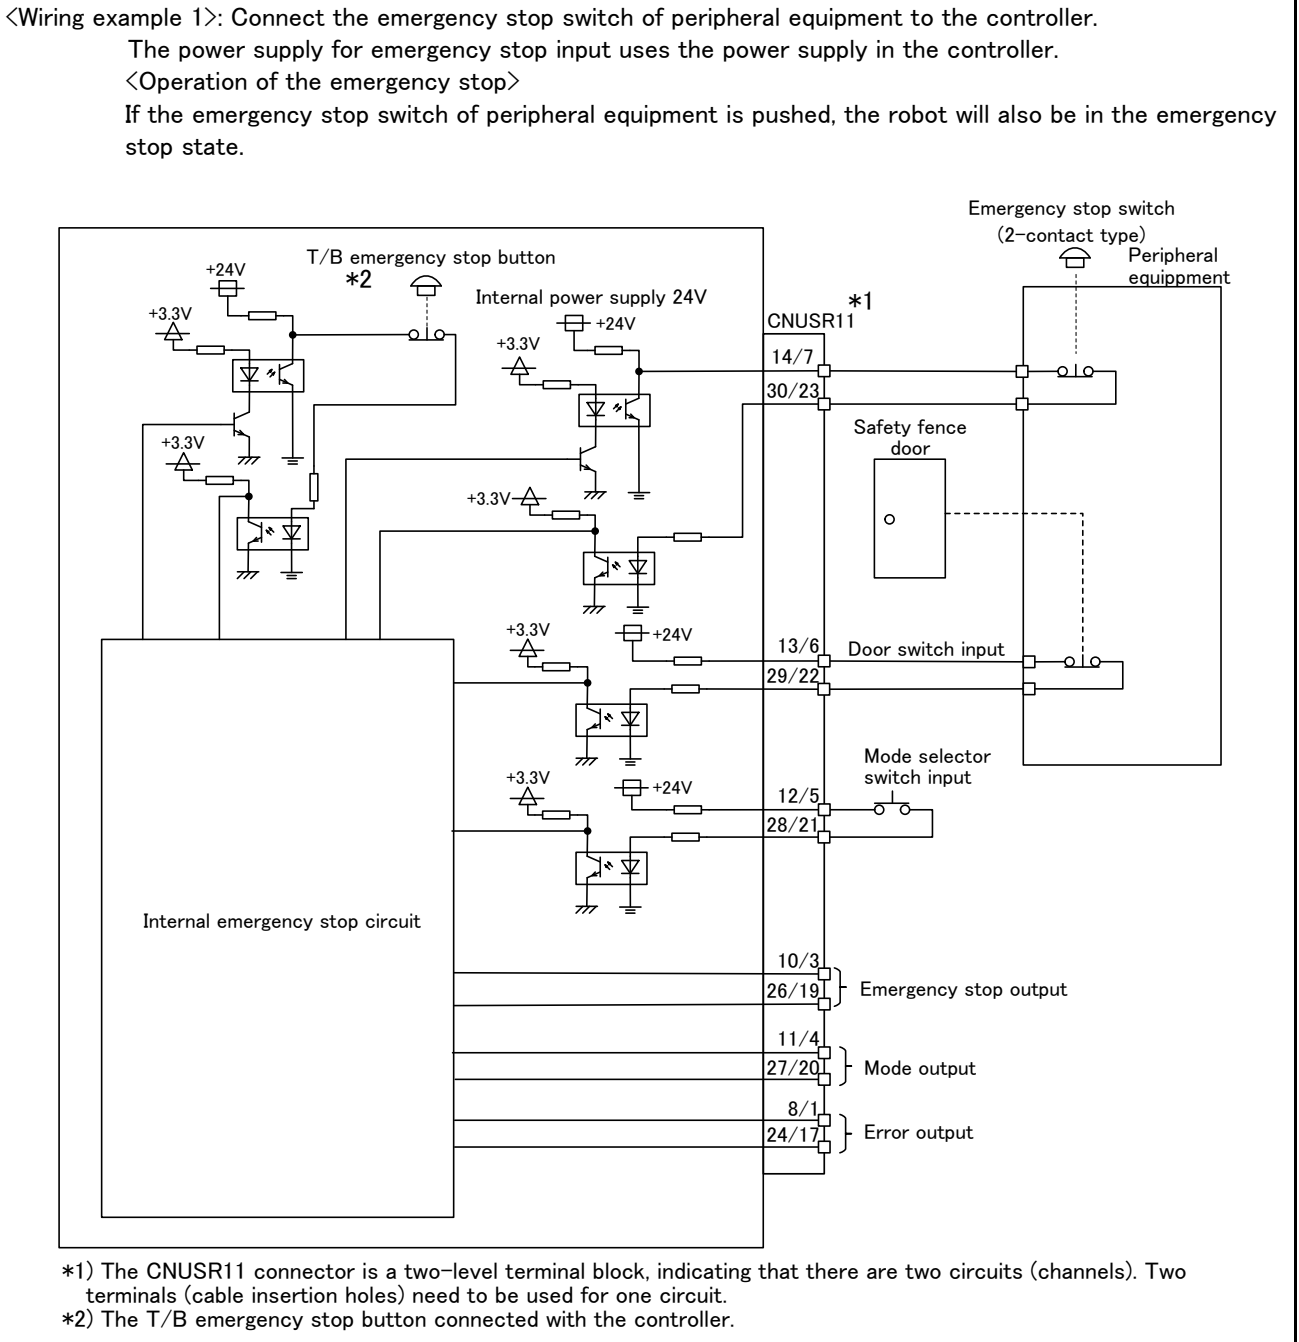 <Wiring example 1>: Connect the emergency stop switch of peripheral equipment to the controller.
The power supply for emergency stop input uses the power supply in the controller.
<Operation of the emergency stop>
If the emergency stop switch of peripheral equipment is pushed, the robot will also be in the emergency
stop state.
Emergency stop switch
(2-contact type)
Peripheral
equippment
T/B emergency stop button
*2
+24V
+3.3V
Internal power supply 24V
+24V
+3.3V
*1
CNUSR11
14/7
30/23
+3.3V
+3.3V
Safety fence
door
+3.3V
+24V
13/6
Door switch input
29/22
+3.3V
+24V
Mode selector
switch input
12/5
28/21
Internal emergency stop circuit
10/3
26/19
Emergency stop output
11/4
27/20
Mode output
8/1
24/17
Error output
*1) The CNUSR11 connector is a two-level terminal block, indicating that there are two circuits (channels). Two
terminals (cable insertion holes) need to be used for one circuit.
*2) The T/B emergency stop button connected with the controller.